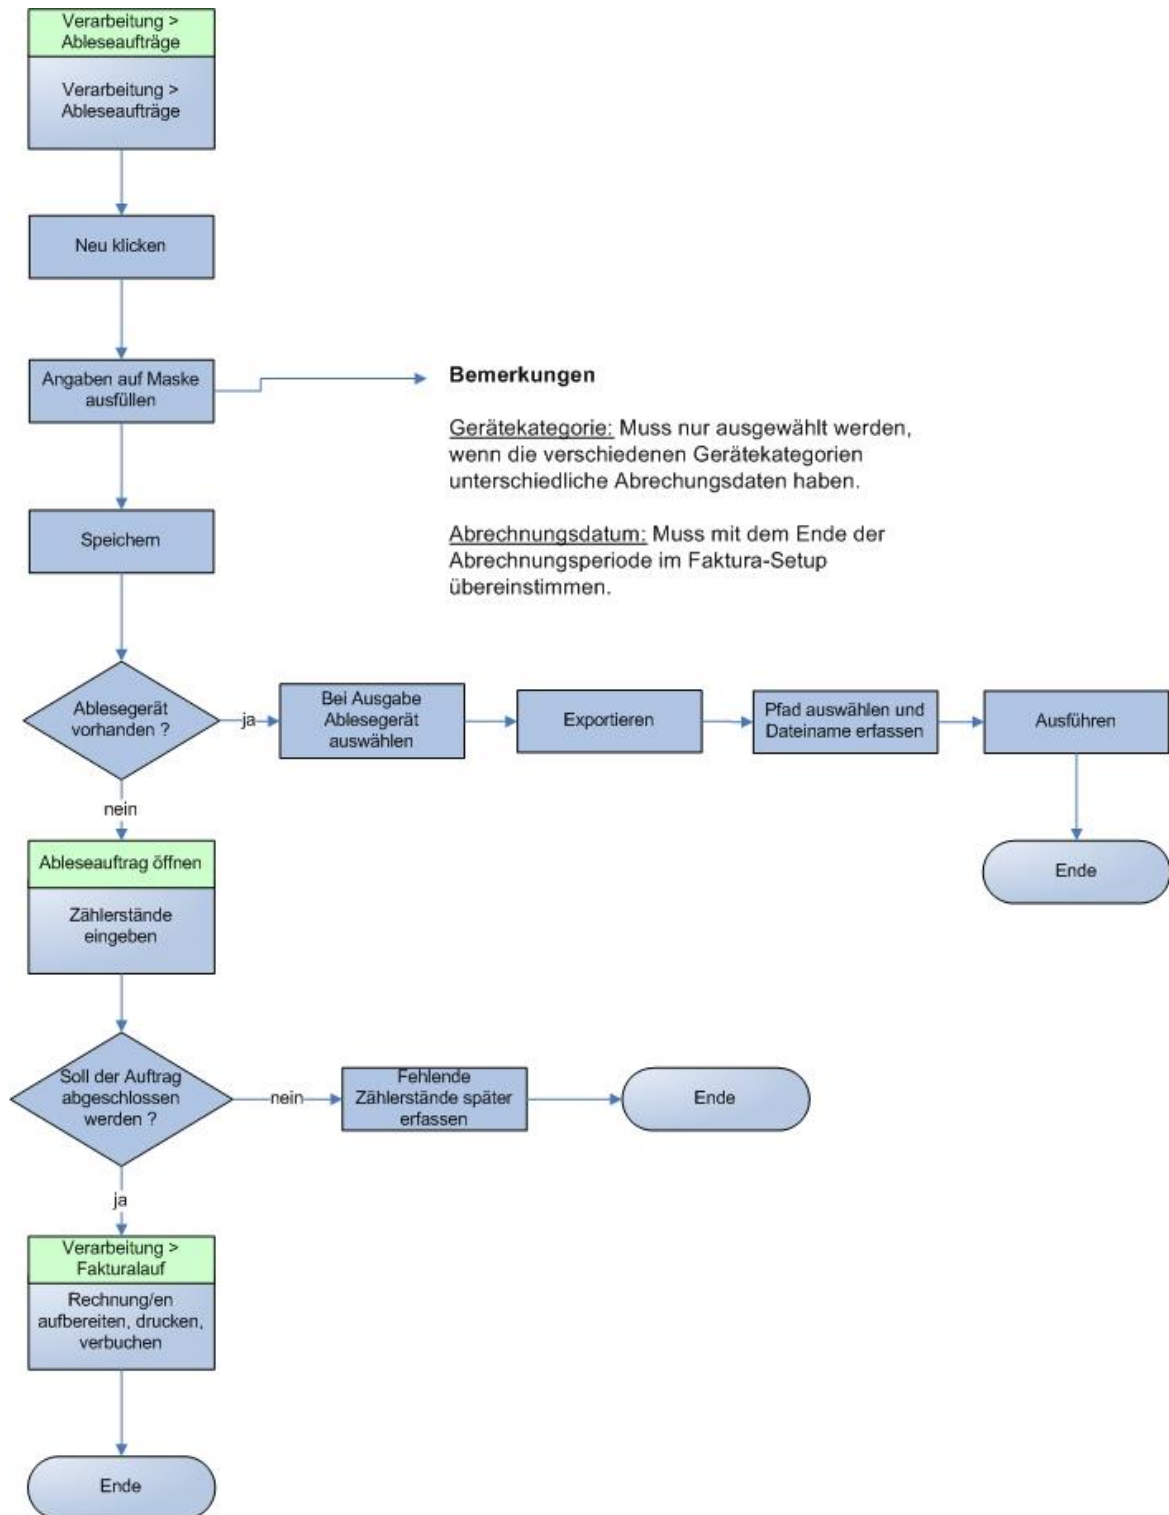 Verarbeitung >
Ableseaufträge
Verarbeitung >
Ableseaufträge
Neu klicken
Angaben auf Maske
ausfüllen
Bemerkungen
Gerätekategorie: Muss nur ausgewählt werden,
wenn die verschiedenen Gerätekategorien
unterschiedliche Abrechungsdaten haben.
Abrechnungsdatum: Muss mit dem Ende der
Abrechnungsperiode im Faktura-Setup
übereinstimmen.
Speichern
Ablesegerät
vorhanden ?
ja
Bei Ausgabe
Ablesegerät
auswählen
Exportieren
Pfad auswählen und
Dateiname erfassen
Ausführen
Ende
nein
Ableseauftrag öffnen
Zählerstände
eingeben
Soll der Auftrag
abgeschlossen
werden ?
nein
Fehlende
Zählerstände später
erfassen
Ende
ja
Verarbeitung >
Fakturalauf
Rechnung/en
aufbereiten, drucken,
verbuchen
Ende